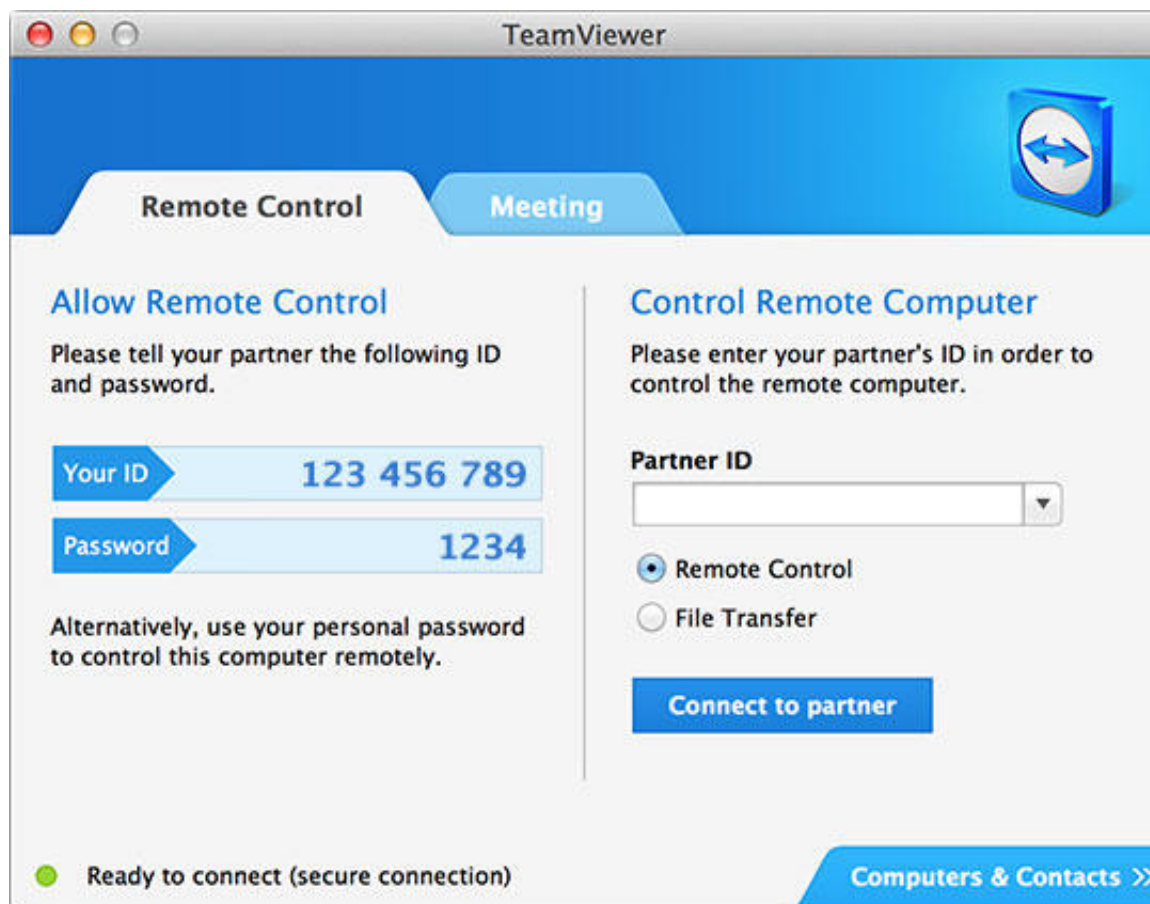 TeamViewer
Remote Control
Meeting
Allow Remote Control
Please tell your partner the following ID
and password.
Your ID
123 456 789
Password
1234
Alternatively, use your personal password
to control this computer remotely.
Control Remote Computer
Please enter your partner's ID in order to
control the remote computer.
Partner ID
Remote Control
File Transfer
Connect to partner
Ready to connect (secure connection)
Computers & Contacts >>